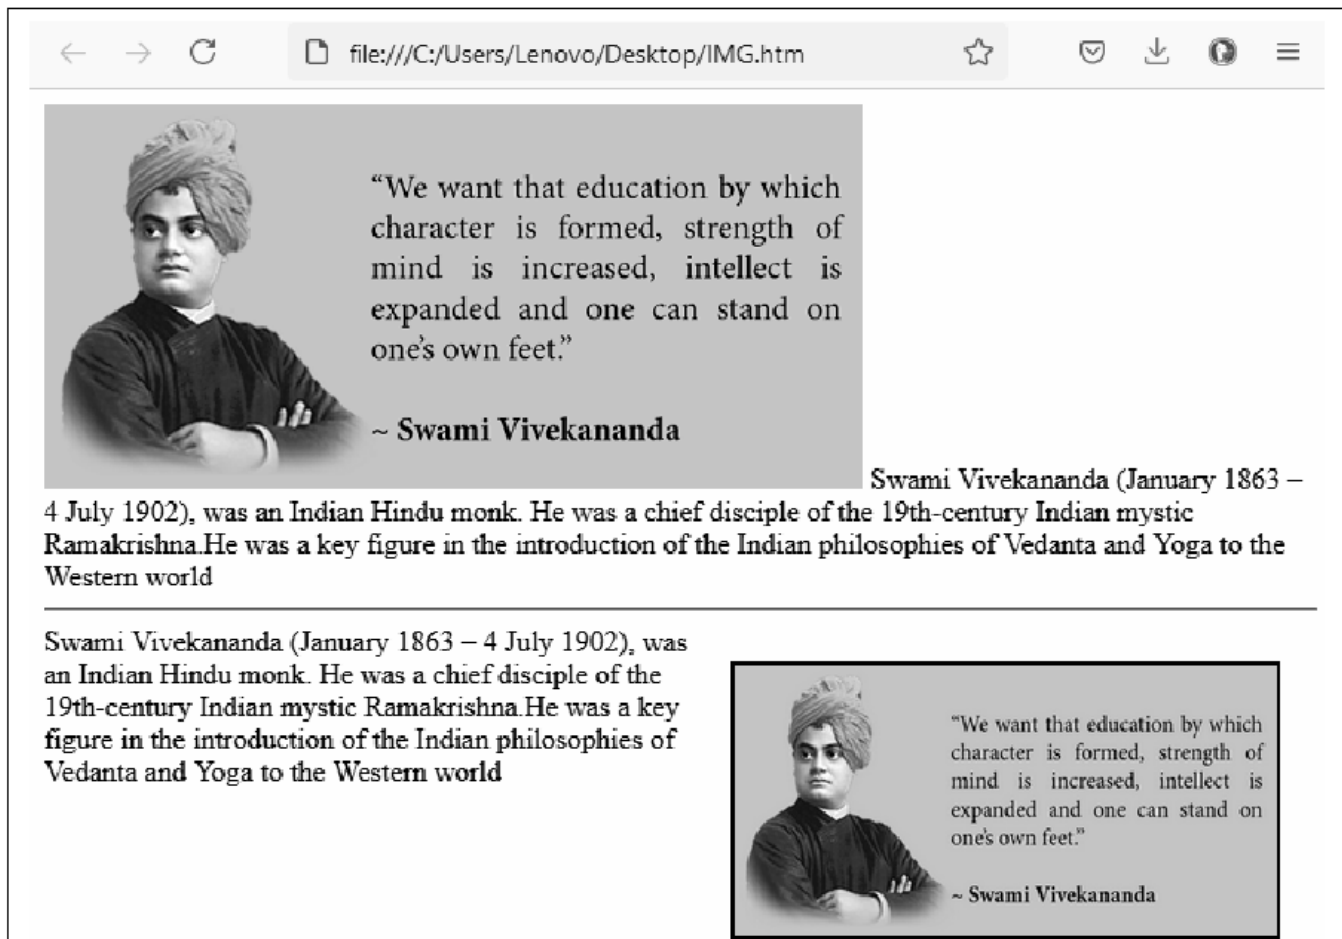 file:///C:/Users/Lenovo/Desktop/IMG.htm
“We want that education by which
character is formed, strength of
mind is increased, intellect is
expanded and one can stand on
one’s own feet.”
~ Swami Vivekananda
Swami Vivekananda (January 1863 –
4 July 1902), was an Indian Hindu monk. He was a chief disciple of the 19th-century Indian mystic
Ramakrishna.He was a key figure in the introduction of the Indian philosophies of Vedanta and Yoga to the
Western world
Swami Vivekananda (January 1863 – 4 July 1902), was
an Indian Hindu monk. He was a chief disciple of the
19th-century Indian mystic Ramakrishna.He was a key
figure in the introduction of the Indian philosophies of
Vedanta and Yoga to the Western world
“We want that education by which
character is formed, strength of
mind is increased, intellect is
expanded and one can stand on
one’s own feet.”
~ Swami Vivekananda